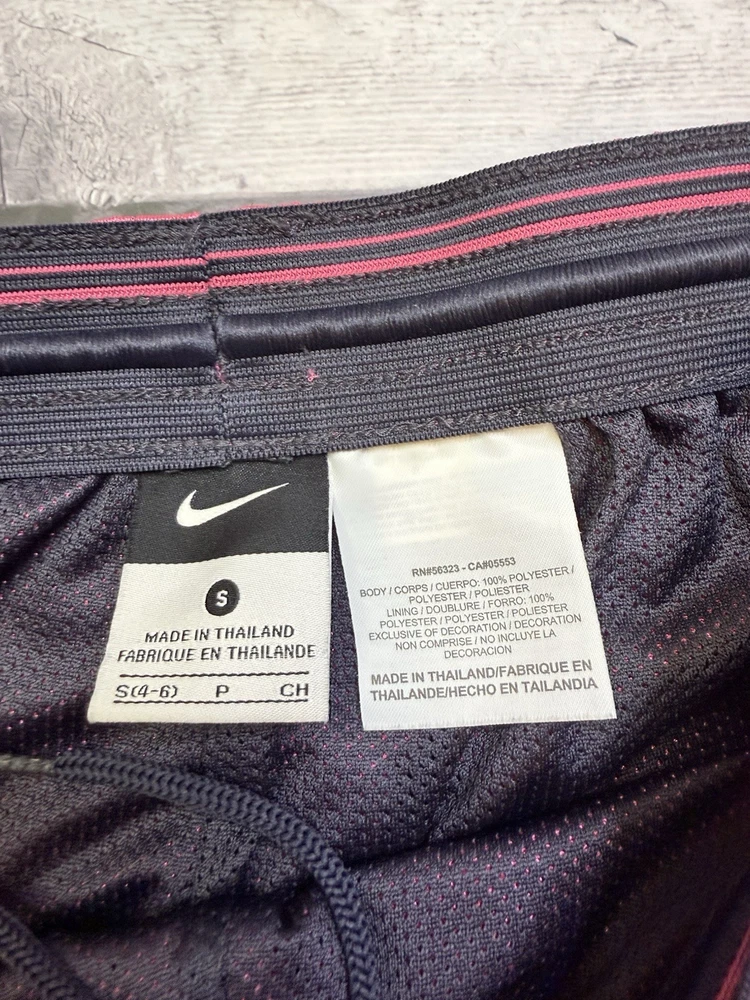 S
MADE IN THAILAND
FABRIQUE EN THAILANDE
S(4-6) P CH
RN#56323 - CA#05553
BODY / CORPS / CUERPO: 100% POLYESTER /
POLYESTER / POLIESTER
LINING / DOUBLURE / FORRO: 100%
POLYESTER / POLYESTER / POLIESTER
EXCLUSIVE OF DECORATION / DECORATION
NON COMPRISE / NO INCLUYE LA
DECORACION
MADE IN THAILAND/FABRIQUE EN
THAILANDE/HECHO EN TAILANDIA